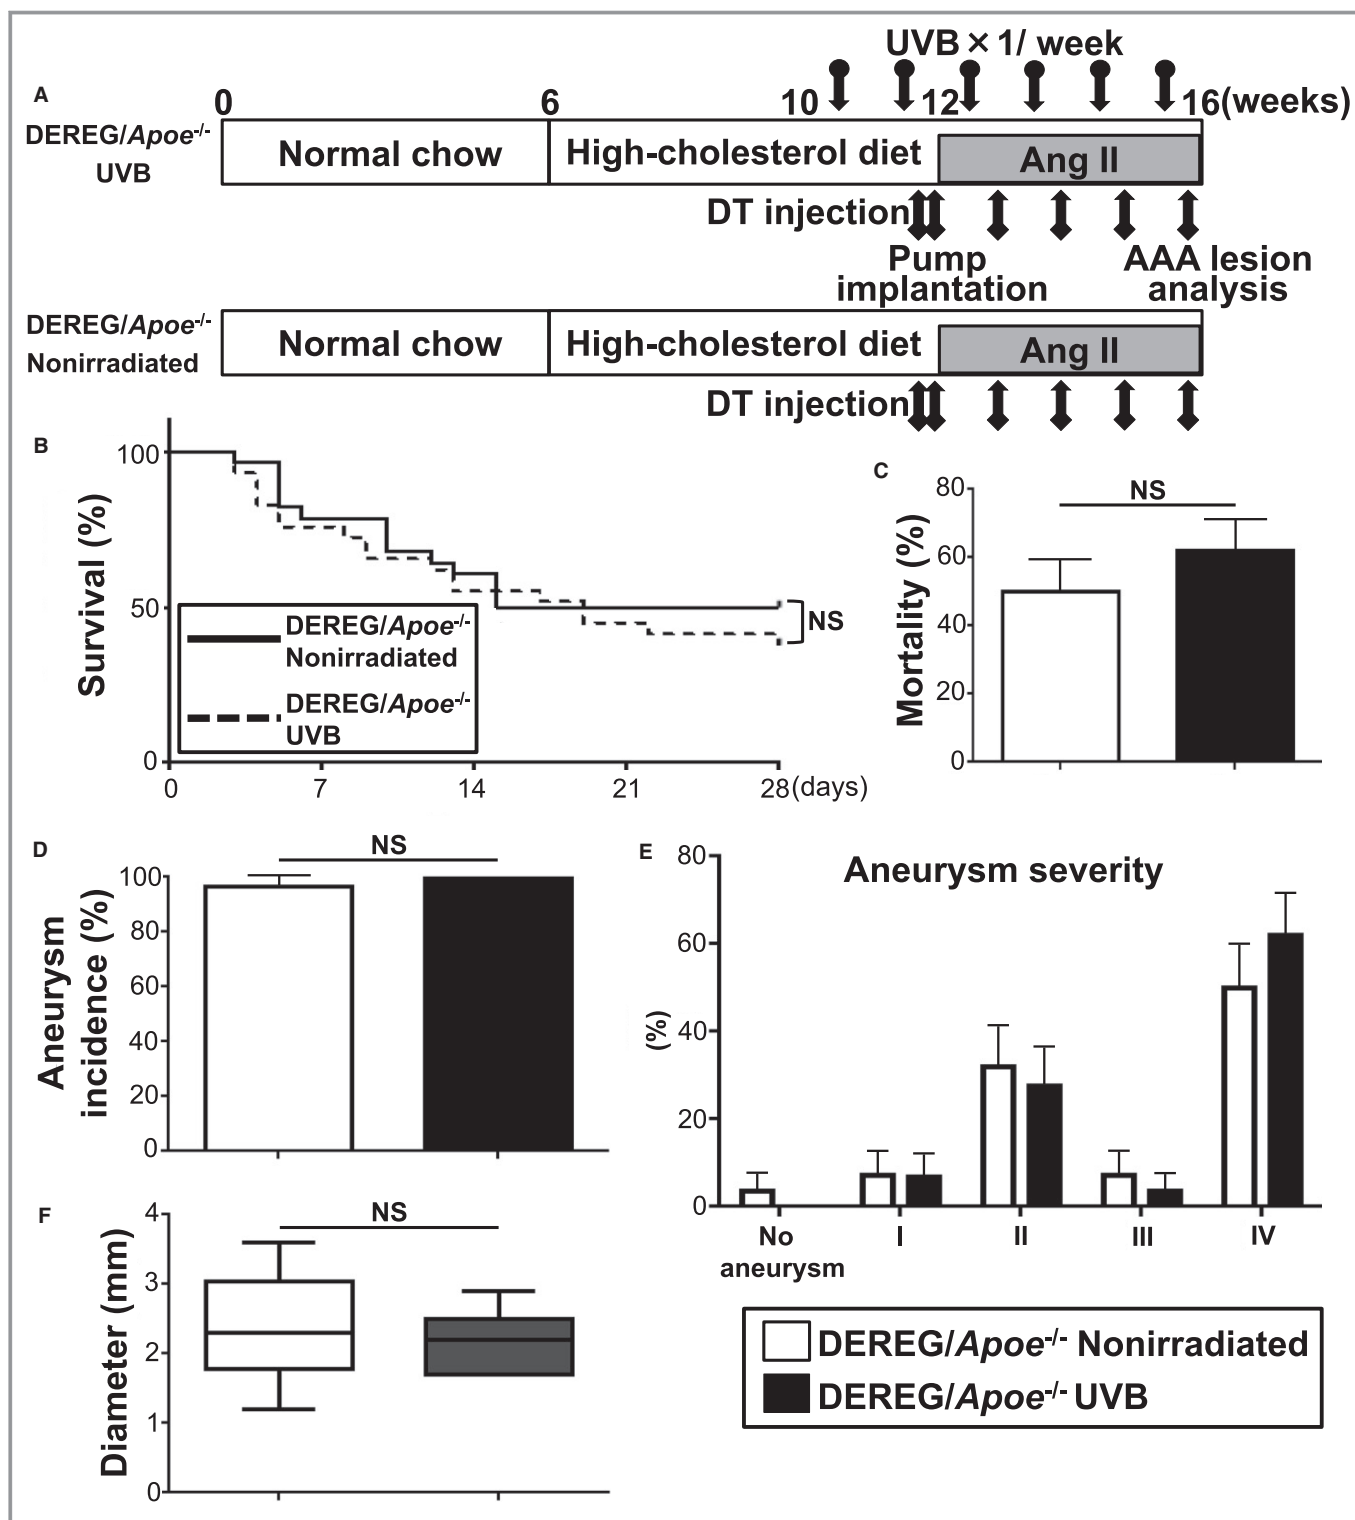 UVB × 1/ week
A
0 6 10 12 16(weeks)
DEREG/Apoe-/-
UVB
Normal chow
High-cholesterol diet
Ang II
DT injection
Pump
implantation
AAA lesion
analysis
DEREG/Apoe-/-
Nonirradiated
Normal chow
High-cholesterol diet
Ang II
DT injection
B
Survival (%)
100
50
0
0 7 14 21 28(days)
DEREG/Apoe-/-
Nonirradiated
DEREG/Apoe-/-
UVB
NS
C
Mortality (%)
80
60
40
20
0
NS
D
Aneurysm
incidence (%)
100
80
60
40
20
0
NS
E
Aneurysm severity
(%)
80
60
40
20
0
No
aneurysm
I II III IV
F
Diameter (mm)
4
3
2
1
0
NS
DEREG/Apoe-/- Nonirradiated
DEREG/Apoe-/- UVB